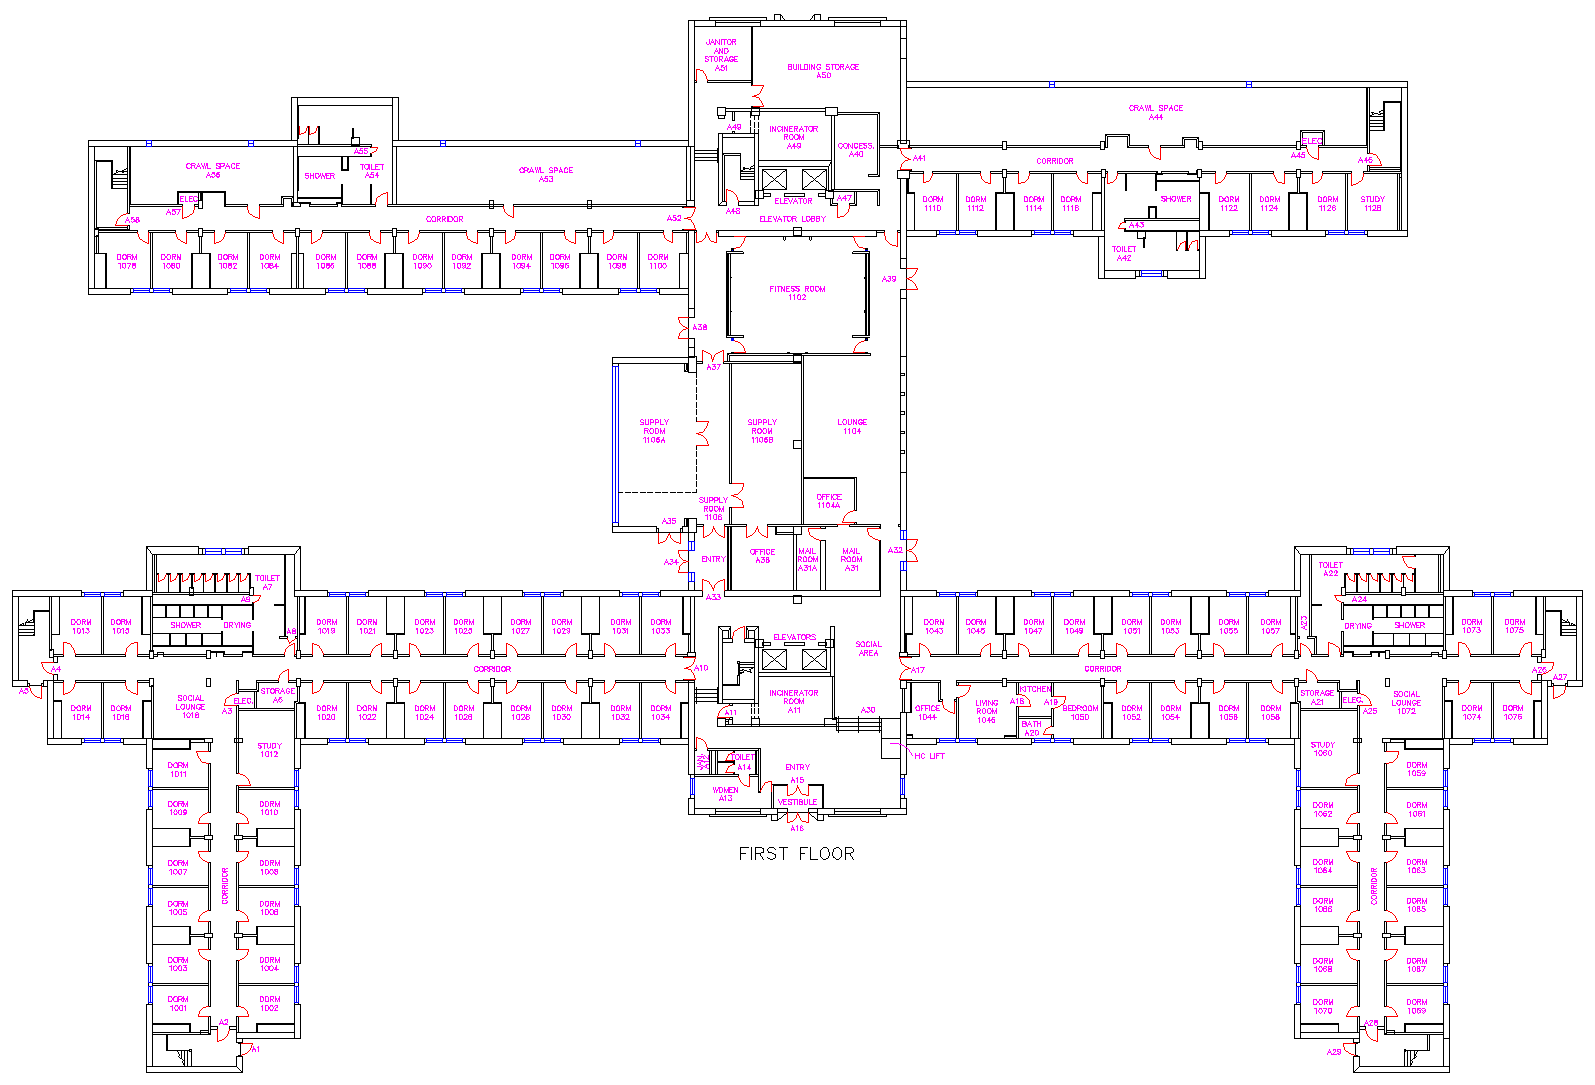 JANITOR
AND
STORAGE
A51
BUILDING STORAGE
A50
CRAWL SPACE
A44
A49
INCINERATOR
ROOM
A49
CONCESS.
A40
ELEC
A45
A46
A41
CORRIDOR
A55
TOILET
A54
SHOWER
CRAWL SPACE
A56
CRAWL SPACE
A53
ELEC
A57
A58
CORRIDOR
A52
A48
ELEVATOR
A47
ELEVATOR LOBBY
DORM
1110
DORM
1112
DORM
1114
DORM
1116
SHOWER
A43
TOILET
A42
DORM
1122
DORM
1124
DORM
1126
STUDY
1128
DORM
1078
DORM
1080
DORM
1082
DORM
1084
DORM
1086
DORM
1088
DORM
1090
DORM
1092
DORM
1094
DORM
1096
DORM
1098
DORM
1100
FITNESS ROOM
1102
A39
A38
A37
SUPPLY
ROOM
1106A
SUPPLY
ROOM
1106B
LOUNGE
1104
OFFICE
1104A
SUPPLY
ROOM
1106
A35
A34
ENTRY
OFFICE
A36
MAIL
ROOM
A31A
MAIL
ROOM
A31
A32
A33
TOILET
A7
A9
SHOWER
DRYING
A8
DORM
1013
DORM
1015
DORM
1019
DORM
1021
DORM
1023
DORM
1025
DORM
1027
DORM
1029
DORM
1031
DORM
1033
A4
A5
CORRIDOR
A10
ELEVATORS
SOCIAL
AREA
INCINERATOR
ROOM
A11
A11
A30
A17
DORM
1043
DORM
1045
DORM
1047
DORM
1049
DORM
1051
DORM
1053
DORM
1055
DORM
1057
A23
TOILET
A22
A24
DRYING
SHOWER
DORM
1073
DORM
1075
A26
A27
CORRIDOR
DORM
1014
DORM
1016
SOCIAL
LOUNGE
1018
A3
ELEC.
STORAGE
A6
DORM
1020
DORM
1022
DORM
1024
DORM
1026
DORM
1028
DORM
1030
DORM
1032
DORM
1034
OFFICE
1044
LIVING
ROOM
1046
KITCHEN
A18
A19
BATH
A20
BEDROOM
1050
DORM
1052
DORM
1054
DORM
1056
DORM
1058
STORAGE
A21
ELEC.
A25
SOCIAL
LOUNGE
1072
DORM
1074
DORM
1076
HC LIFT
JAN.
A12
TOILET
A14
WOMEN
A13
ENTRY
A15
VESTIBULE
A16
STUDY
1012
DORM
1011
DORM
1009
DORM
1010
DORM
1007
DORM
1008
CORRIDOR
DORM
1005
DORM
1006
DORM
1003
DORM
1004
DORM
1001
DORM
1002
A2
A1
STUDY
1060
DORM
1059
DORM
1062
DORM
1061
DORM
1064
DORM
1063
CORRIDOR
DORM
1066
DORM
1065
DORM
1068
DORM
1067
DORM
1070
DORM
1069
A28
A29
FIRST FLOOR